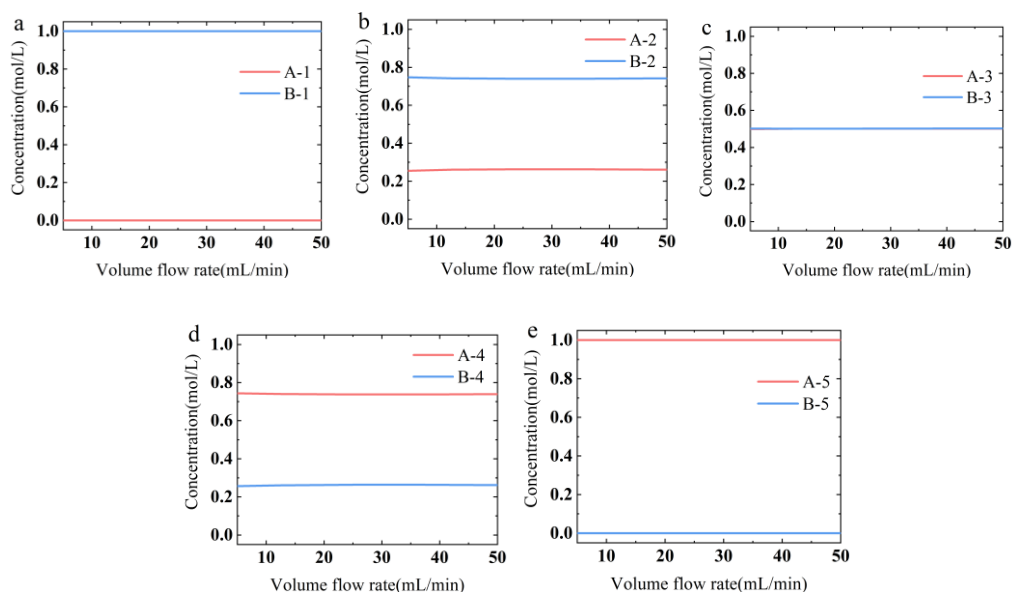 a
1.0
0.8
0.6
0.4
0.2
0.0
Concentration(mol/L)
A-1
B-1
10 20 30 40 50
Volume flow rate(mL/min)
b
1.0
0.8
0.6
0.4
0.2
0.0
Concentration(mol/L)
A-2
B-2
10 20 30 40 50
Volume flow rate(mL/min)
c
1.0
0.8
0.6
0.4
0.2
0.0
Concentration(mol/L)
A-3
B-3
10 20 30 40 50
Volume flow rate(mL/min)
d
1.0
0.8
0.6
0.4
0.2
0.0
Concentration(mol/L)
A-4
B-4
10 20 30 40 50
Volume flow rate(mL/min)
e
1.0
0.8
0.6
0.4
0.2
0.0
Concentration(mol/L)
A-5
B-5
10 20 30 40 50
Volume flow rate(mL/min)